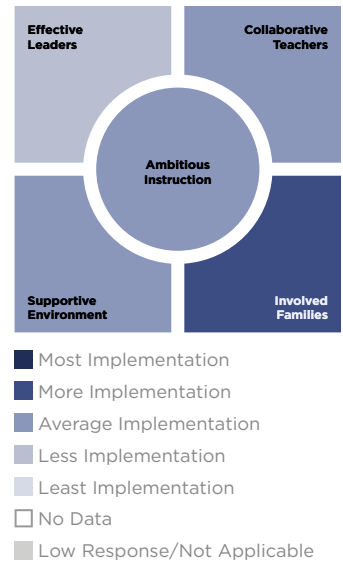 Effective
Leaders
Collaborative
Teachers
Ambitious
Instruction
Supportive
Environment
Involved
Families
Most Implementation
More Implementation
Average Implementation
Less Implementation
Least Implementation
No Data
Low Response/Not Applicable